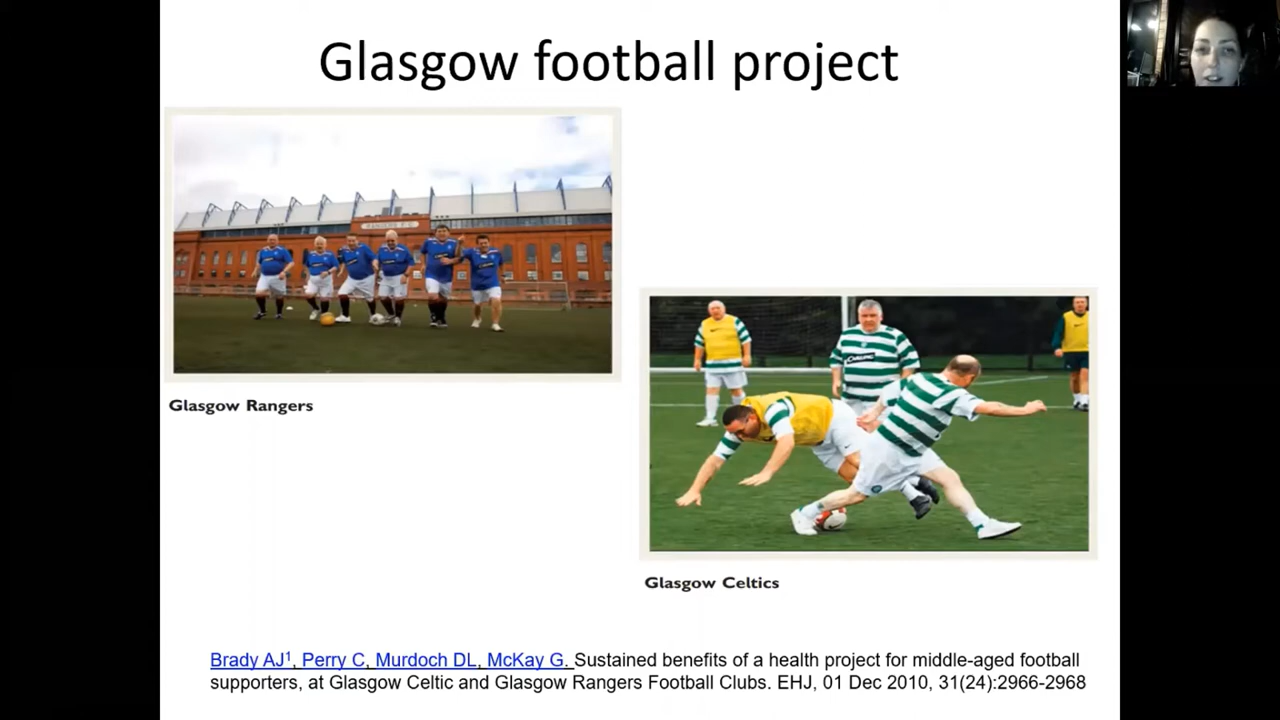 Glasgow football project
RANGERS F.C.
Glasgow Rangers
CARLING
Glasgow Celtics
Brady AJ¹, Perry C, Murdoch DL, McKay G. Sustained benefits of a health project for middle-aged football
supporters, at Glasgow Celtic and Glasgow Rangers Football Clubs. EHJ, 01 Dec 2010, 31(24):2966-2968